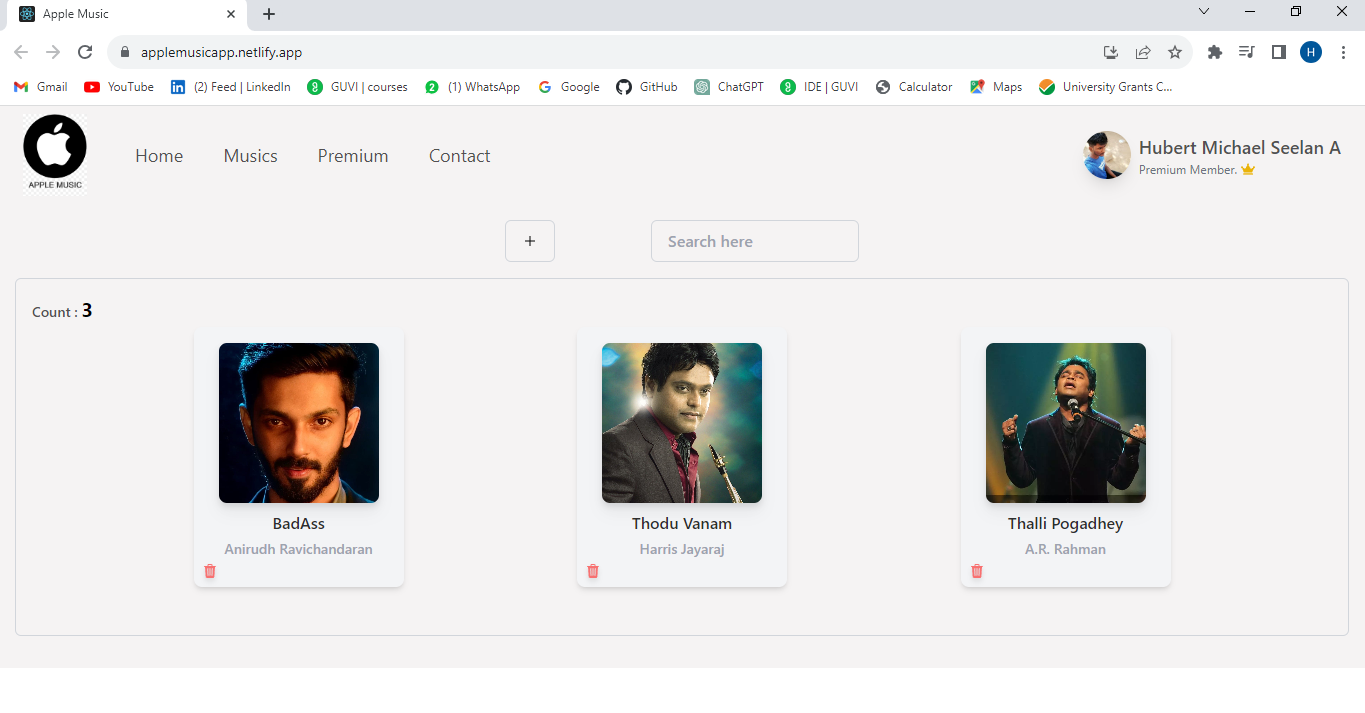 Apple Music
applemusicapp.netlify.app
H
Gmail
YouTube
(2) Feed | LinkedIn
GUVI | courses
2
(1) WhatsApp
Google
GitHub
ChatGPT
IDE | GUVI
Calculator
Maps
University Grants C...
APPLE MUSIC
Home
Musics
Premium
Contact
Hubert Michael Seelan A
Premium Member.
+
Search here
Count : 3
BadAss
Anirudh Ravichandaran
Thodu Vanam
Harris Jayaraj
Thalli Pogadhey
A.R. Rahman